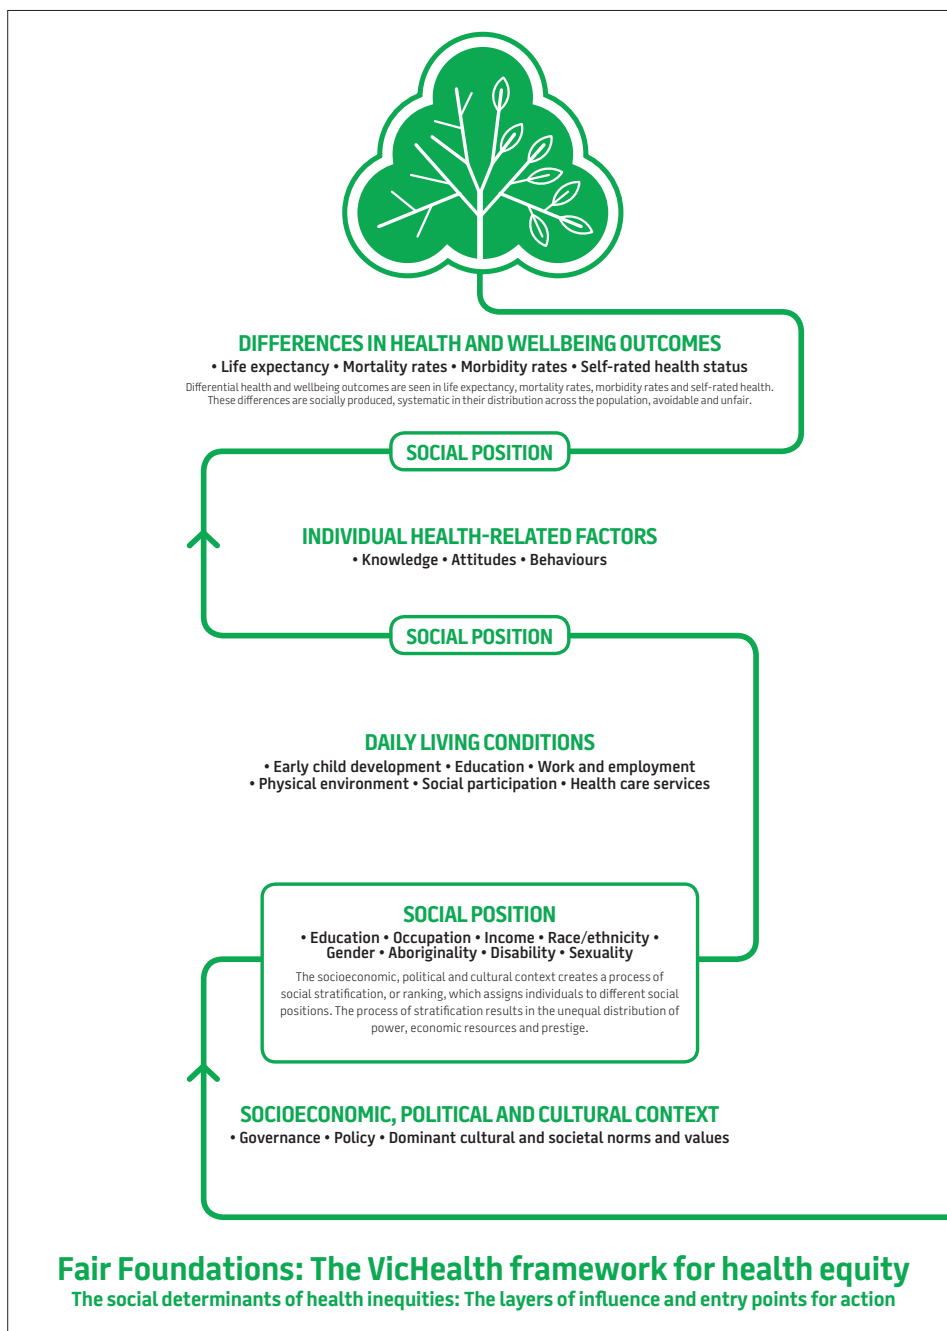 DIFFERENCES IN HEALTH AND WELLBEING OUTCOMES
• Life expectancy • Mortality rates • Morbidity rates • Self-rated health status
Differential health and wellbeing outcomes are seen in life expectancy, mortality rates, morbidity rates and self-rated health.
These differences are socially produced, systematic in their distribution across the population, avoidable and unfair.
SOCIAL POSITION
INDIVIDUAL HEALTH-RELATED FACTORS
• Knowledge • Attitudes • Behaviours
SOCIAL POSITION
DAILY LIVING CONDITIONS
• Early child development • Education • Work and employment
• Physical environment • Social participation • Health care services
SOCIAL POSITION
• Education • Occupation • Income • Race/ethnicity •
Gender • Aboriginality • Disability • Sexuality
The socioeconomic, political and cultural context creates a process of
social stratification, or ranking, which assigns individuals to different social
positions. The process of stratification results in the unequal distribution of
power, economic resources and prestige.
SOCIOECONOMIC, POLITICAL AND CULTURAL CONTEXT
• Governance • Policy • Dominant cultural and societal norms and values
Fair Foundations: The VicHealth framework for health equity
The social determinants of health inequities: The layers of influence and entry points for action